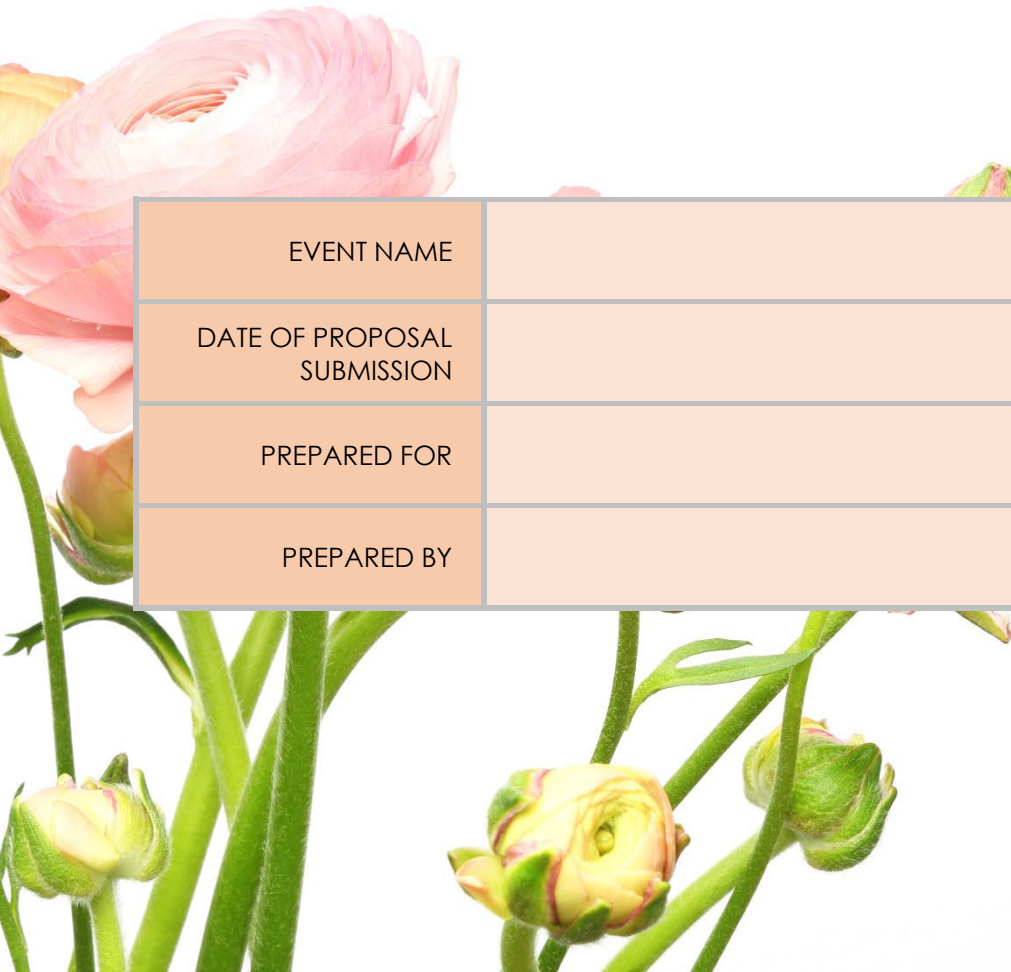 EVENT NAME
DATE OF PROPOSAL
SUBMISSION
PREPARED FOR
PREPARED BY